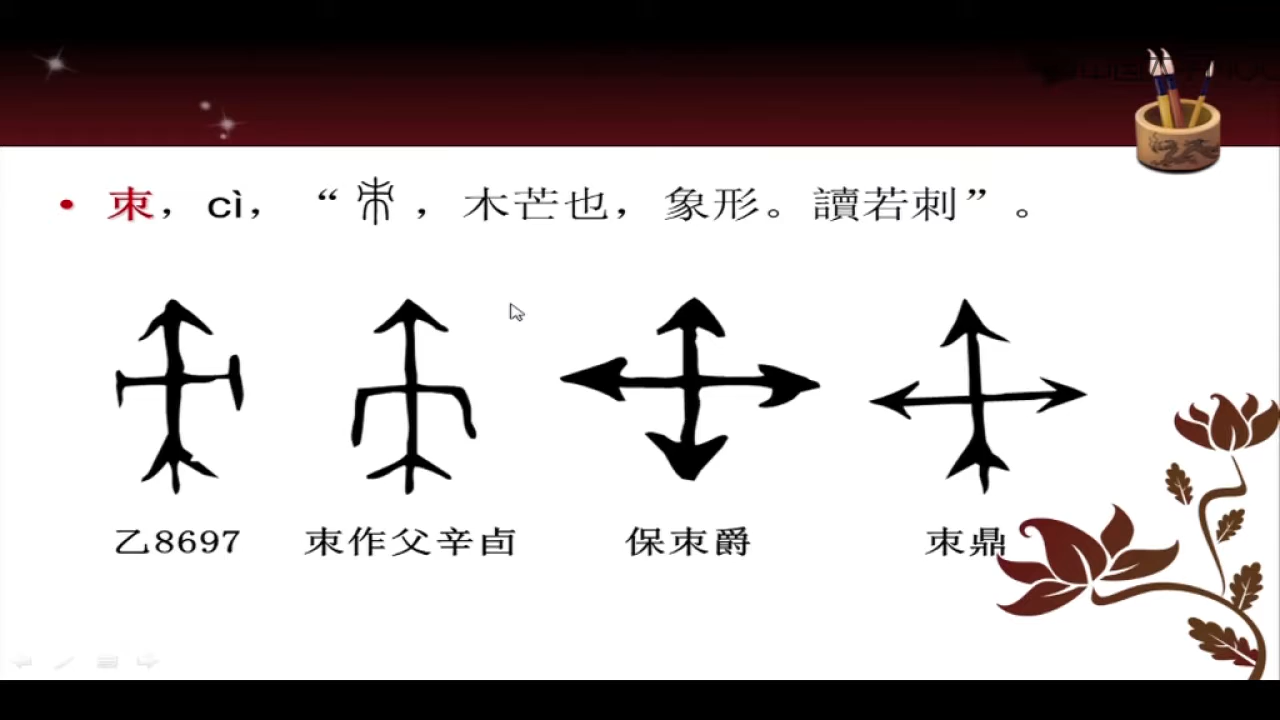 • 朿，cì，“朿，木芒也，象形。讀若刺”。
乙8697 朿作父辛卣 保朿爵 朿鼎